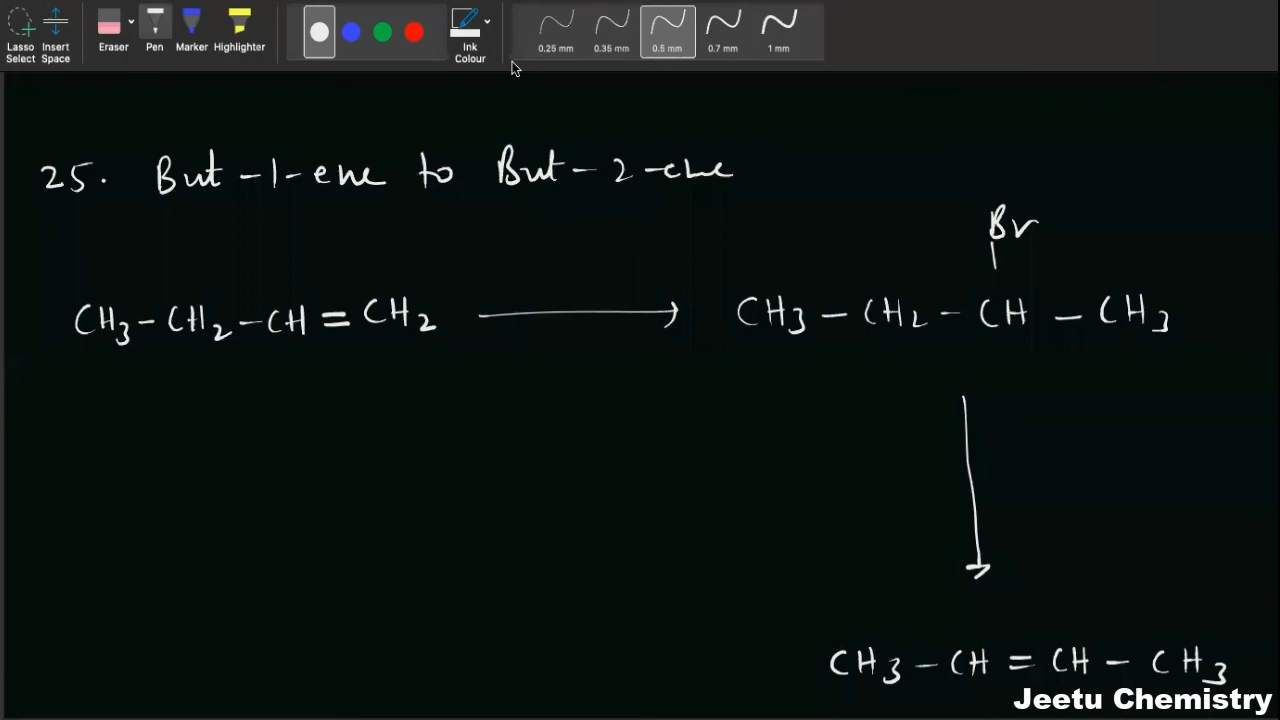 Lasso Select
Insert Space
Eraser
Pen
Marker
Highlighter
Ink Colour
0.25 mm
0.35 mm
0.5 mm
0.7 mm
1 mm
25. But-1-ene to But-2-ene
Br
CH3-CH2-CH=CH2 → CH3-CH2-CH-CH3
CH3-CH=CH-CH3
Jeetu Chemistry